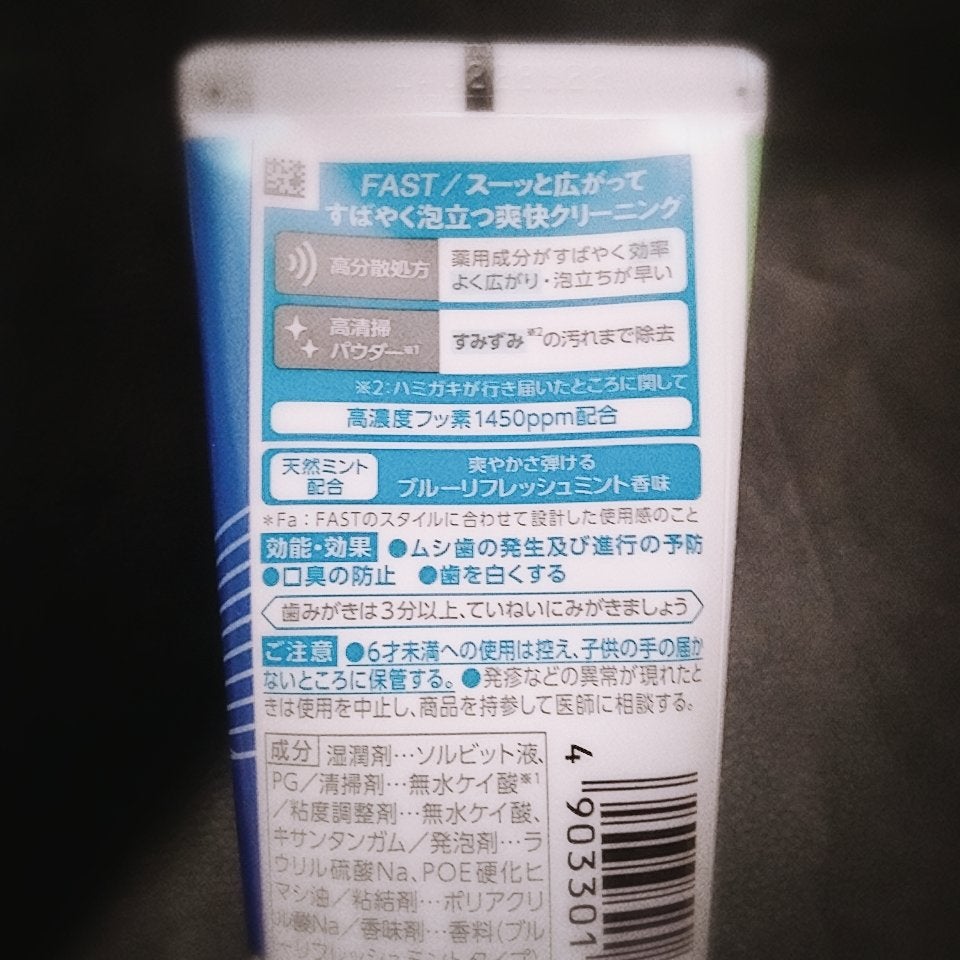 FAST/スーッと広がって
すばやく泡立つ爽快クリーニング
高分散処方
薬用成分がすばやく効率
よく広がり・泡立ちが早い
高清掃
パウダー※1
すみずみ※2の汚れまで除去
※2:ハミガキが行き届いたところに関して
高濃度フッ素1450ppm配合
天然ミント
配合
爽やかさ弾ける
ブルーリフレッシュミント香味
*Fa:FASTのスタイルに合わせて設計した使用感のこと
効能・効果 ●ムシ歯の発生及び進行の予防
●口臭の防止 ●歯を白くする
歯みがきは3分以上、ていねいにみがきましょう
ご注意 ●6才未満への使用は控え、子供の手の届か
ないところに保管する。●発疹などの異常が現れたと
きは使用を中止し、商品を持参して医師に相談する。
成分 湿潤剤…ソルビット液、
PG/清掃剤…無水ケイ酸※1
/粘度調整剤…無水ケイ酸、
キサンタンガム/発泡剤…ラ
ウリル硫酸Na、POE硬化ヒ
マシ油/粘結剤…ポリアクリ
ル酸Na/香味剤…香料(ブル
ーリフレッシュミントタイプ)
4 903301